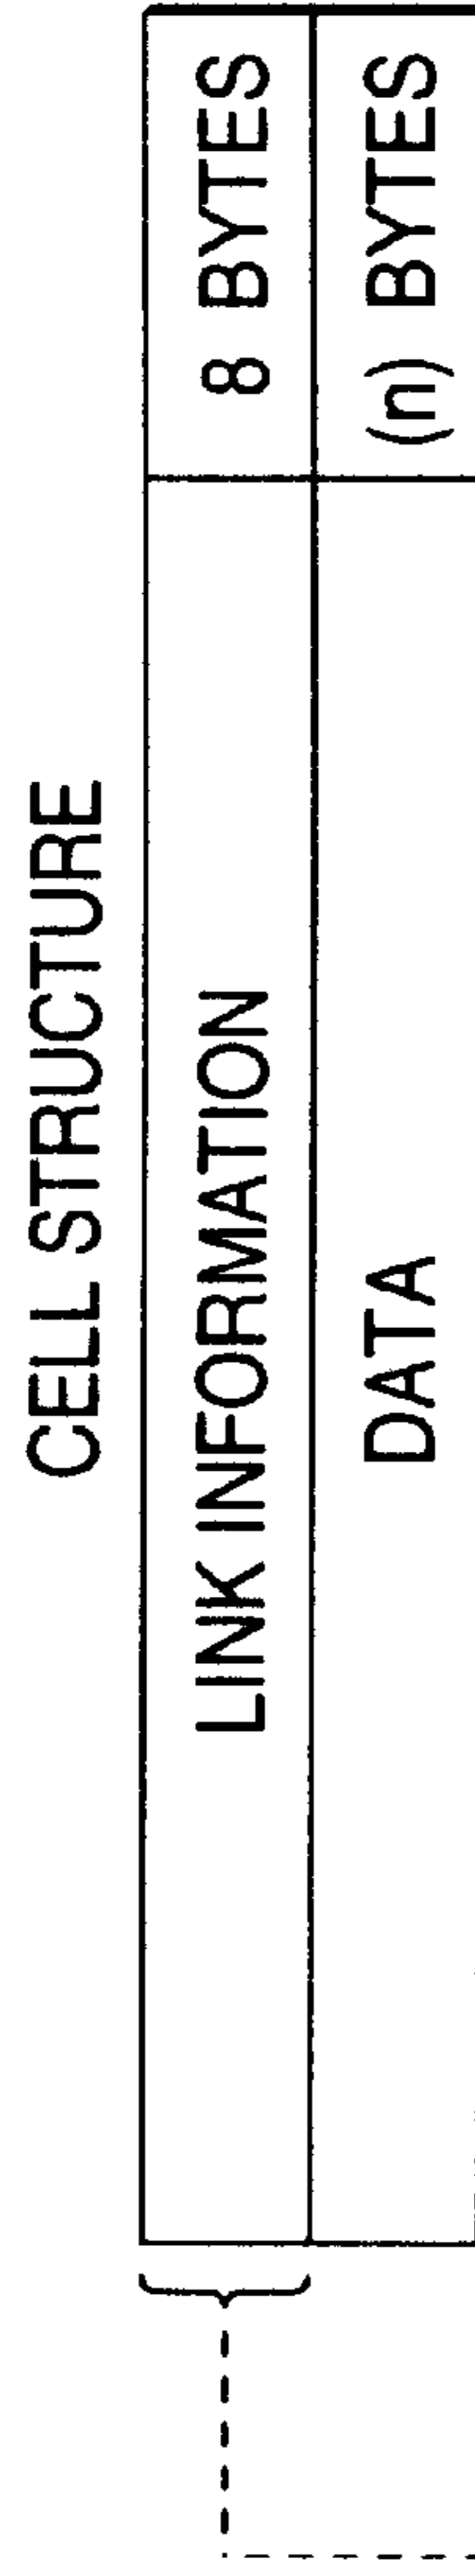 CELL STRUCTURE
LINK INFORMATION 8 BYTES
DATA (n) BYTES